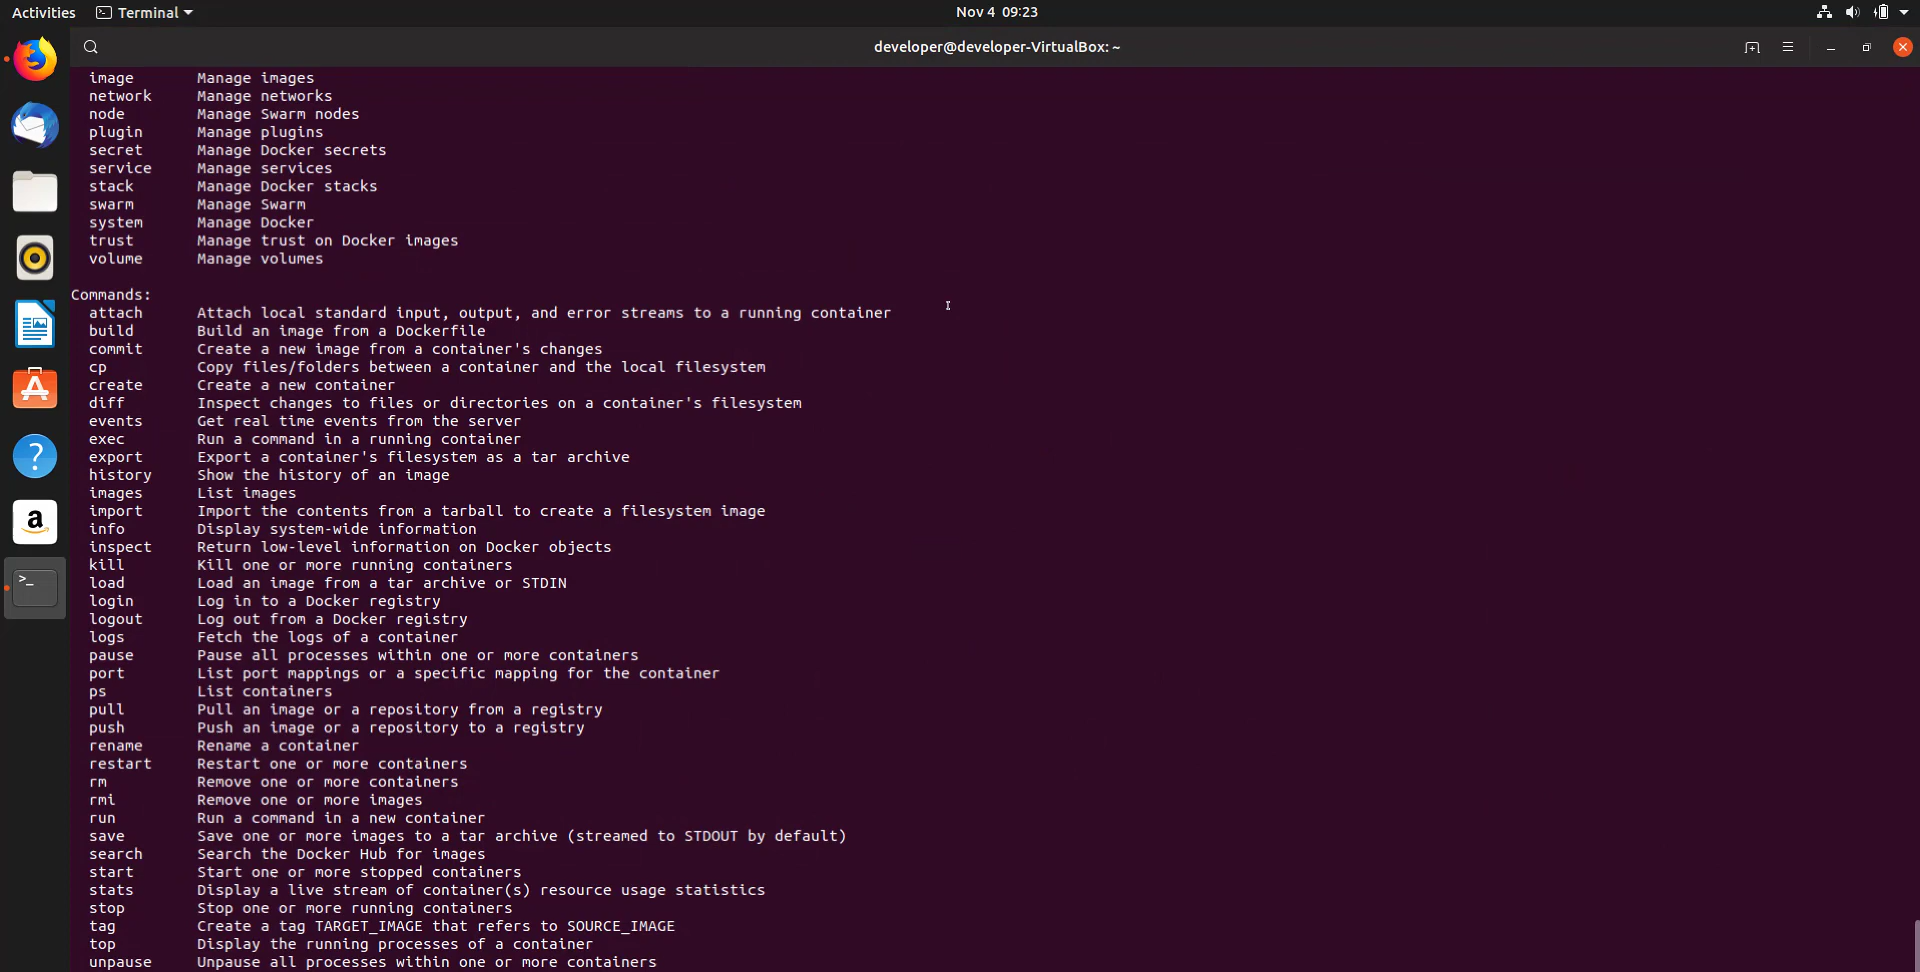 Activities
Terminal
Nov 4 09:23
developer@developer-VirtualBox: ~
image Manage images
network Manage networks
node Manage Swarm nodes
plugin Manage plugins
secret Manage Docker secrets
service Manage services
stack Manage Docker stacks
swarm Manage Swarm
system Manage Docker
trust Manage trust on Docker images
volume Manage volumes
Commands:
attach Attach local standard input, output, and error streams to a running container
build Build an image from a Dockerfile
commit Create a new image from a container's changes
cp Copy files/folders between a container and the local filesystem
create Create a new container
diff Inspect changes to files or directories on a container's filesystem
events Get real time events from the server
exec Run a command in a running container
export Export a container's filesystem as a tar archive
history Show the history of an image
images List images
import Import the contents from a tarball to create a filesystem image
info Display system-wide information
inspect Return low-level information on Docker objects
kill Kill one or more running containers
load Load an image from a tar archive or STDIN
login Log in to a Docker registry
logout Log out from a Docker registry
logs Fetch the logs of a container
pause Pause all processes within one or more containers
port List port mappings or a specific mapping for the container
ps List containers
pull Pull an image or a repository from a registry
push Push an image or a repository to a registry
rename Rename a container
restart Restart one or more containers
rm Remove one or more containers
rmi Remove one or more images
run Run a command in a new container
save Save one or more images to a tar archive (streamed to STDOUT by default)
search Search the Docker Hub for images
start Start one or more stopped containers
stats Display a live stream of container(s) resource usage statistics
stop Stop one or more running containers
tag Create a tag TARGET_IMAGE that refers to SOURCE_IMAGE
top Display the running processes of a container
unpause Unpause all processes within one or more containers